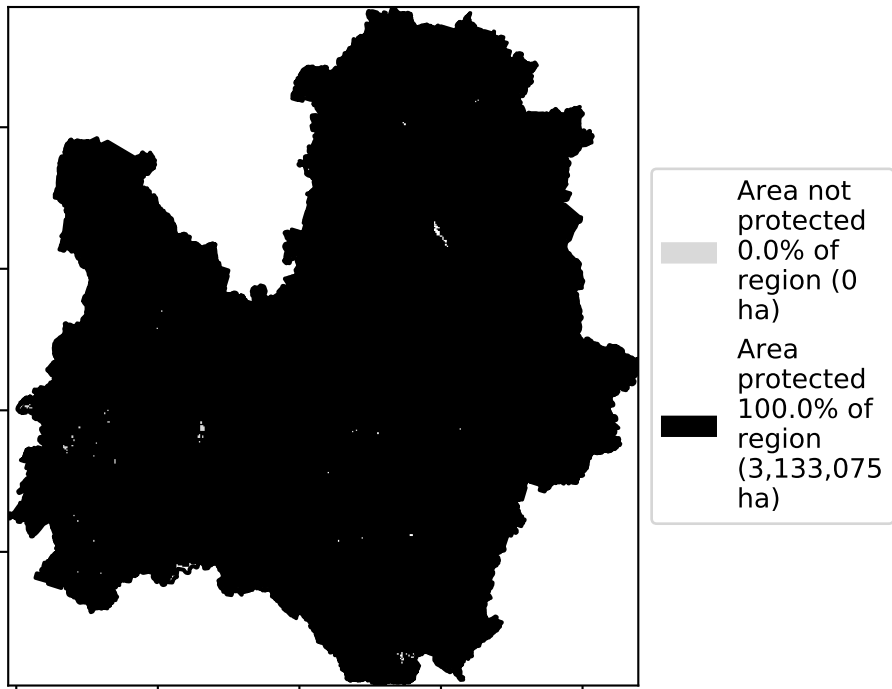 Area not
protected
0.0% of
region (0
ha)
Area
protected
100.0% of
region
(3,133,075
ha)